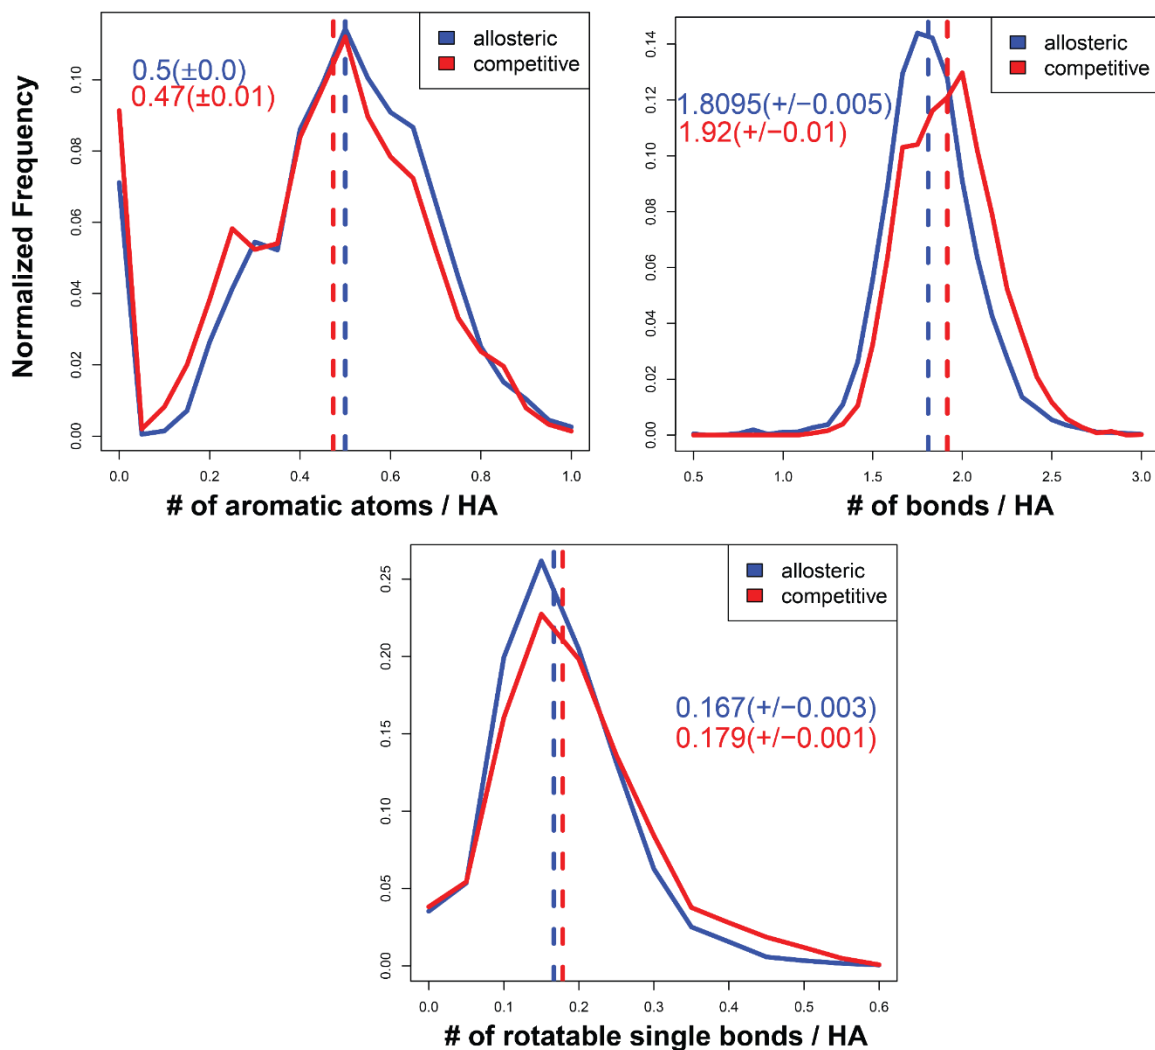 Normalized Frequency
allosteric
competitive
0.5(±0.0)
0.47(±0.01)
0.10
0.08
0.06
0.04
0.02
0.00
0.0 0.2 0.4 0.6 0.8 1.0
# of aromatic atoms / HA
allosteric
competitive
1.8095(+/−0.005)
1.92(+/−0.01)
0.14
0.12
0.10
0.08
0.06
0.04
0.02
0.00
0.5 1.0 1.5 2.0 2.5 3.0
# of bonds / HA
allosteric
competitive
0.167(+/−0.003)
0.179(+/−0.001)
0.25
0.20
0.15
0.10
0.05
0.00
0.0 0.1 0.2 0.3 0.4 0.5 0.6
# of rotatable single bonds / HA